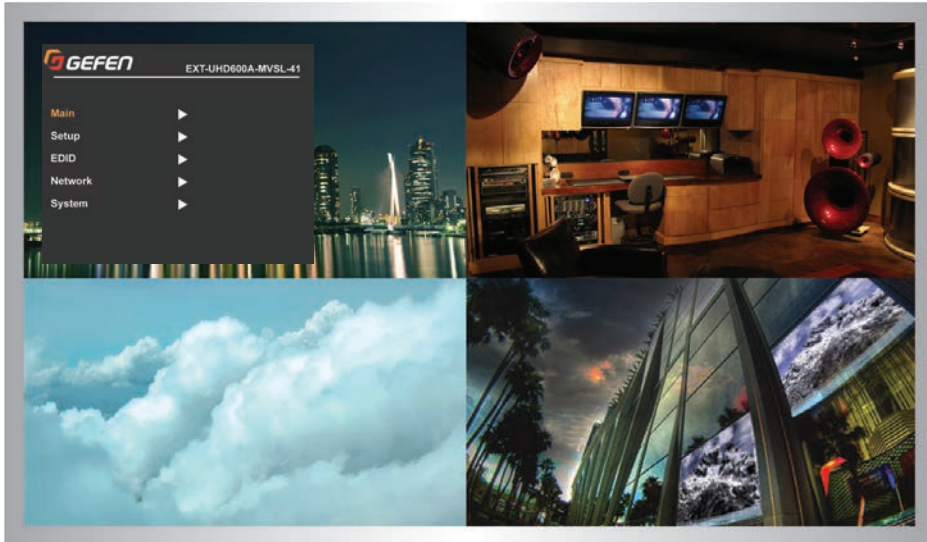 GEFEN
EXT-UHD600A-MVSL-41
Main
Setup
EDID
Network
System